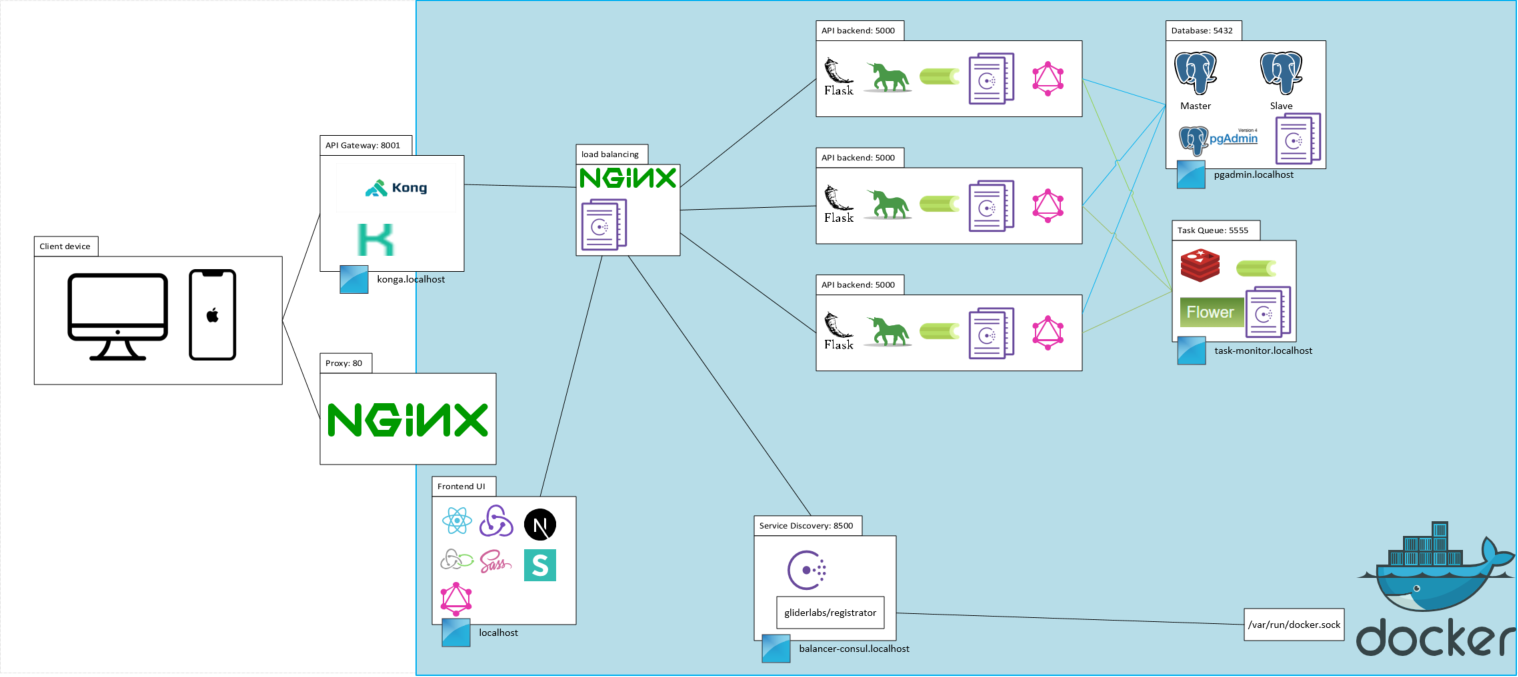 Client device
API Gateway: 8001
Kong
konga.localhost
Proxy: 80
NGINX
Frontend UI
N
Sass
S
localhost
load balancing
NGINX
API backend: 5000
Flask
API backend: 5000
Flask
API backend: 5000
Flask
Database: 5432
Master
Slave
Version 4
pgAdmin
pgadmin.localhost
Task Queue: 5555
Flower
task-monitor.localhost
Service Discovery: 8500
gliderlabs/registrator
balancer-consul.localhost
/var/run/docker.sock
docker